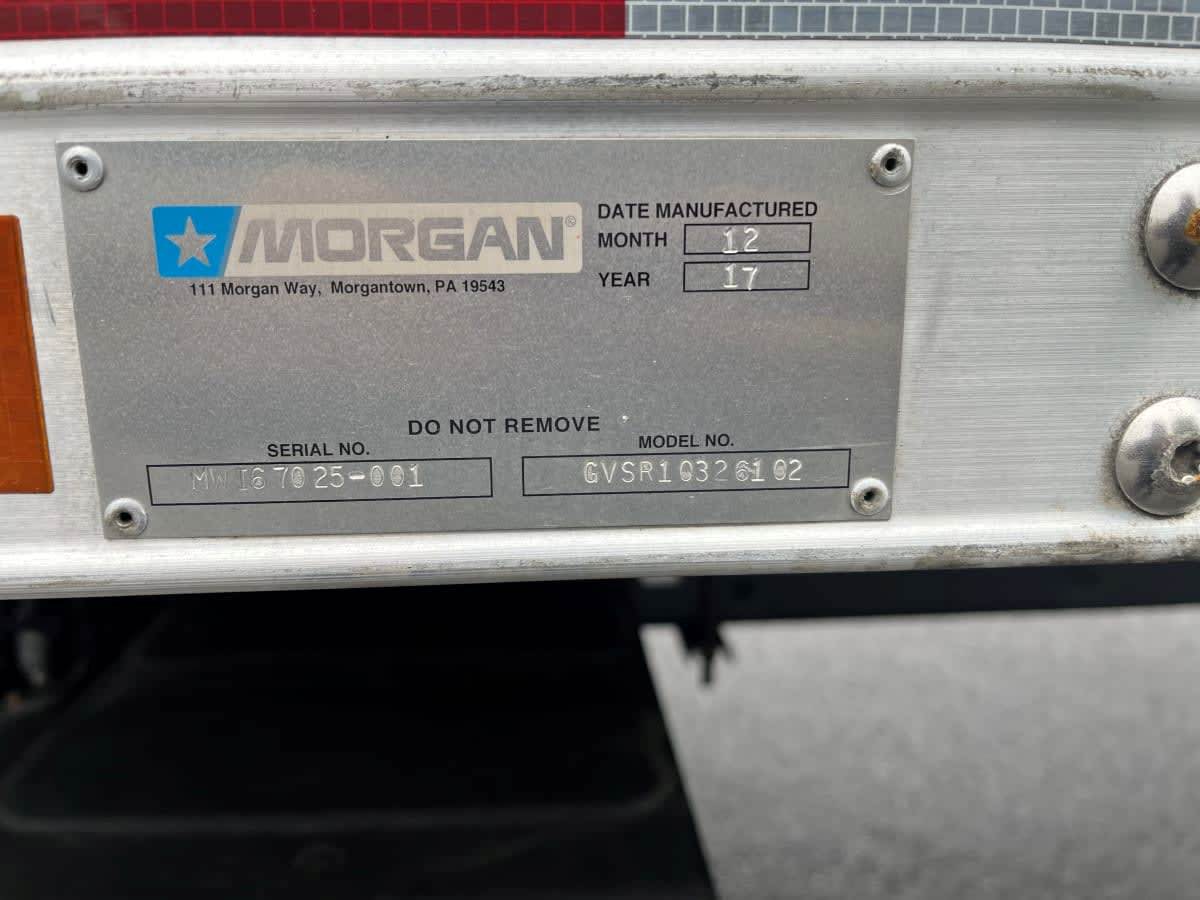 MORGAN®
111 Morgan Way, Morgantown, PA 19543
DATE MANUFACTURED
MONTH 12
YEAR 17
DO NOT REMOVE
SERIAL NO.
MWI67025-001
MODEL NO.
GVSR10326102